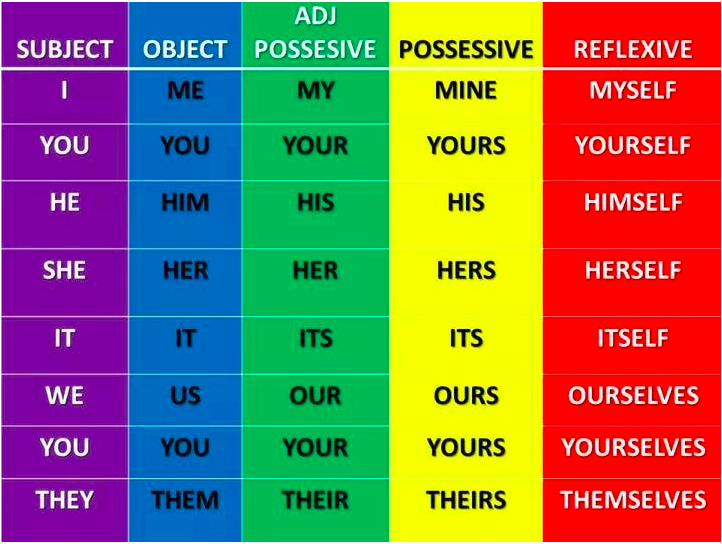 SUBJECT OBJECT ADJ POSSESIVE POSSESSIVE REFLEXIVE
I ME MY MINE MYSELF
YOU YOU YOUR YOURS YOURSELF
HE HIM HIS HIS HIMSELF
SHE HER HER HERS HERSELF
IT IT ITS ITS ITSELF
WE US OUR OURS OURSELVES
YOU YOU YOUR YOURS YOURSELVES
THEY THEM THEIR THEIRS THEMSELVES